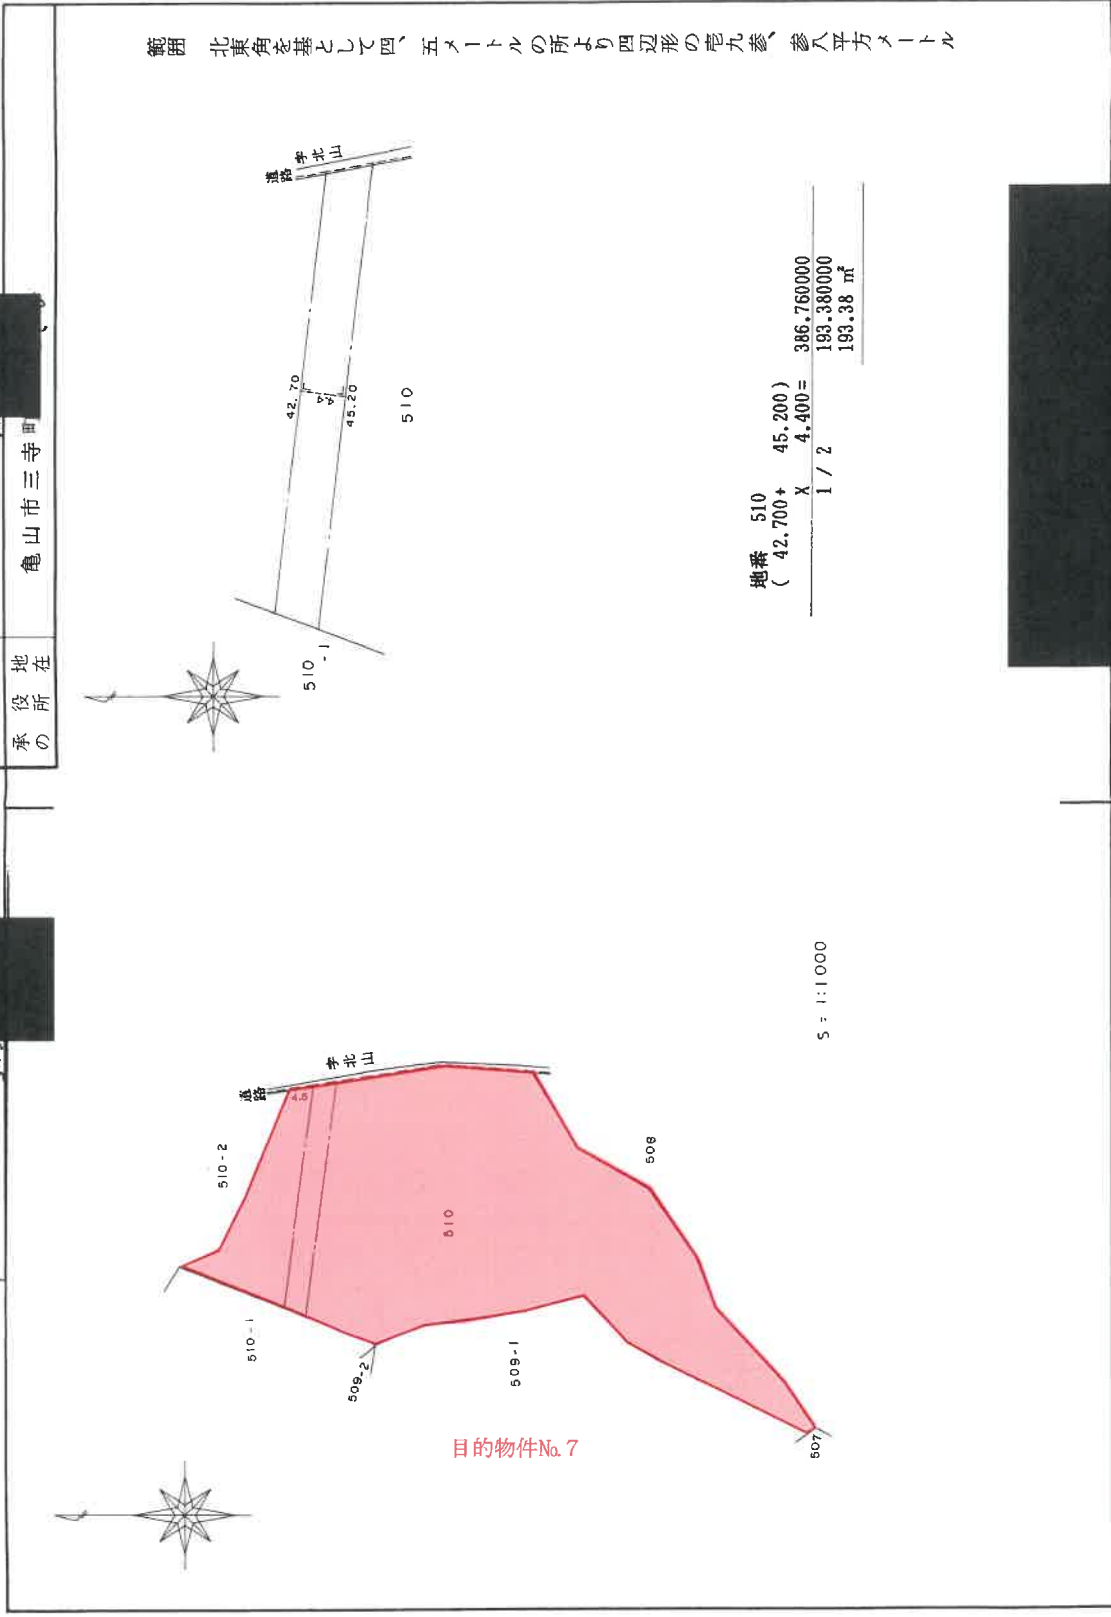 承役地
の所在
亀山市三寺町
範囲 北東角を基として四、五メートルの所より四辺形の壱九参、参八平方メートル
道路
字北山
42.70
4.4
45.20
510
510-1
地番 510
( 42.700+ 45.200)
X 4.400= 386.760000
1 / 2 193.380000
193.38 ㎡
道路
字北山
4.5
510-2
510
510-1
509-2
509-1
508
507
目的物件No.7
S = 1:1000